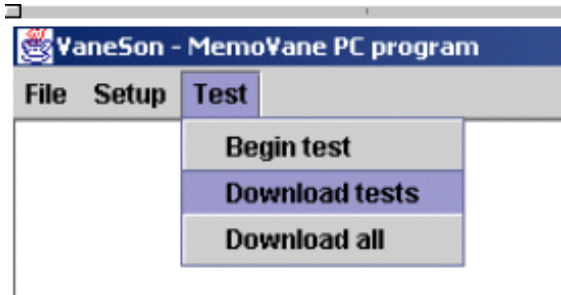 VaneSon - MemoVane PC program
File Setup Test
Begin test
Download tests
Download all